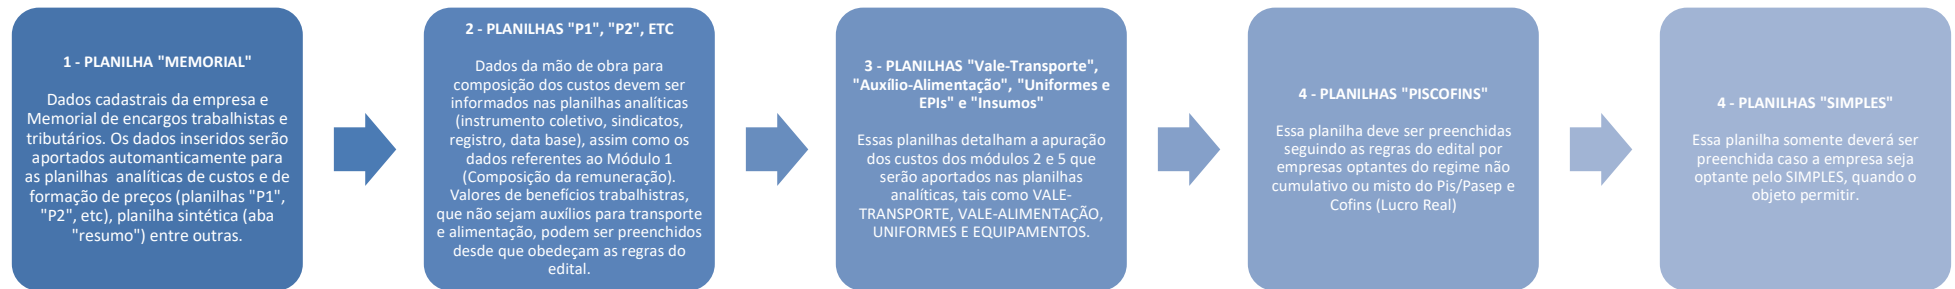 1 - PLANILHA "MEMORIAL"
Dados cadastrais da empresa e
Memorial de encargos trabalhistas e
tributários. Os dados inseridos serão
aportados automanticamente para
as planilhas analíticas de custos e de
formação de preços (planilhas "P1",
"P2", etc), planilha sintética (aba
"resumo") entre outras.
2 - PLANILHAS "P1", "P2", ETC
Dados da mão de obra para
composição dos custos devem ser
informados nas planilhas analíticas
(instrumento coletivo, sindicatos,
registro, data base), assim como os
dados referentes ao Módulo 1
(Composição da remuneração).
Valores de benefícios trabalhistras,
que não sejam auxílios para transporte
e alimentação, podem ser preenchidos
desde que obedeçam as regras do
edital.
3 - PLANILHAS "Vale-Transporte",
"Auxílio-Alimentação", "Uniformes e
EPIs" e "Insumos"
Essas planilhas detalham a apuração
dos custos dos módulos 2 e 5 que
serão aportados nas planilhas
analíticas, tais como VALE-
TRANSPORTE, VALE-ALIMENTAÇÃO,
UNIFORMES E EQUIPAMENTOS.
4 - PLANILHAS "PISCOFINS"
Essa planilha deve ser preenchidas
seguindo as regras do edital por
empresas optantes do regime não
cumulativo ou misto do Pis/Pasep e
Cofins (Lucro Real)
4 - PLANILHAS "SIMPLES"
Essa planilha somente deverá ser
preenchida caso a empresa seja
optante pelo SIMPLES, quando o
objeto permitir.